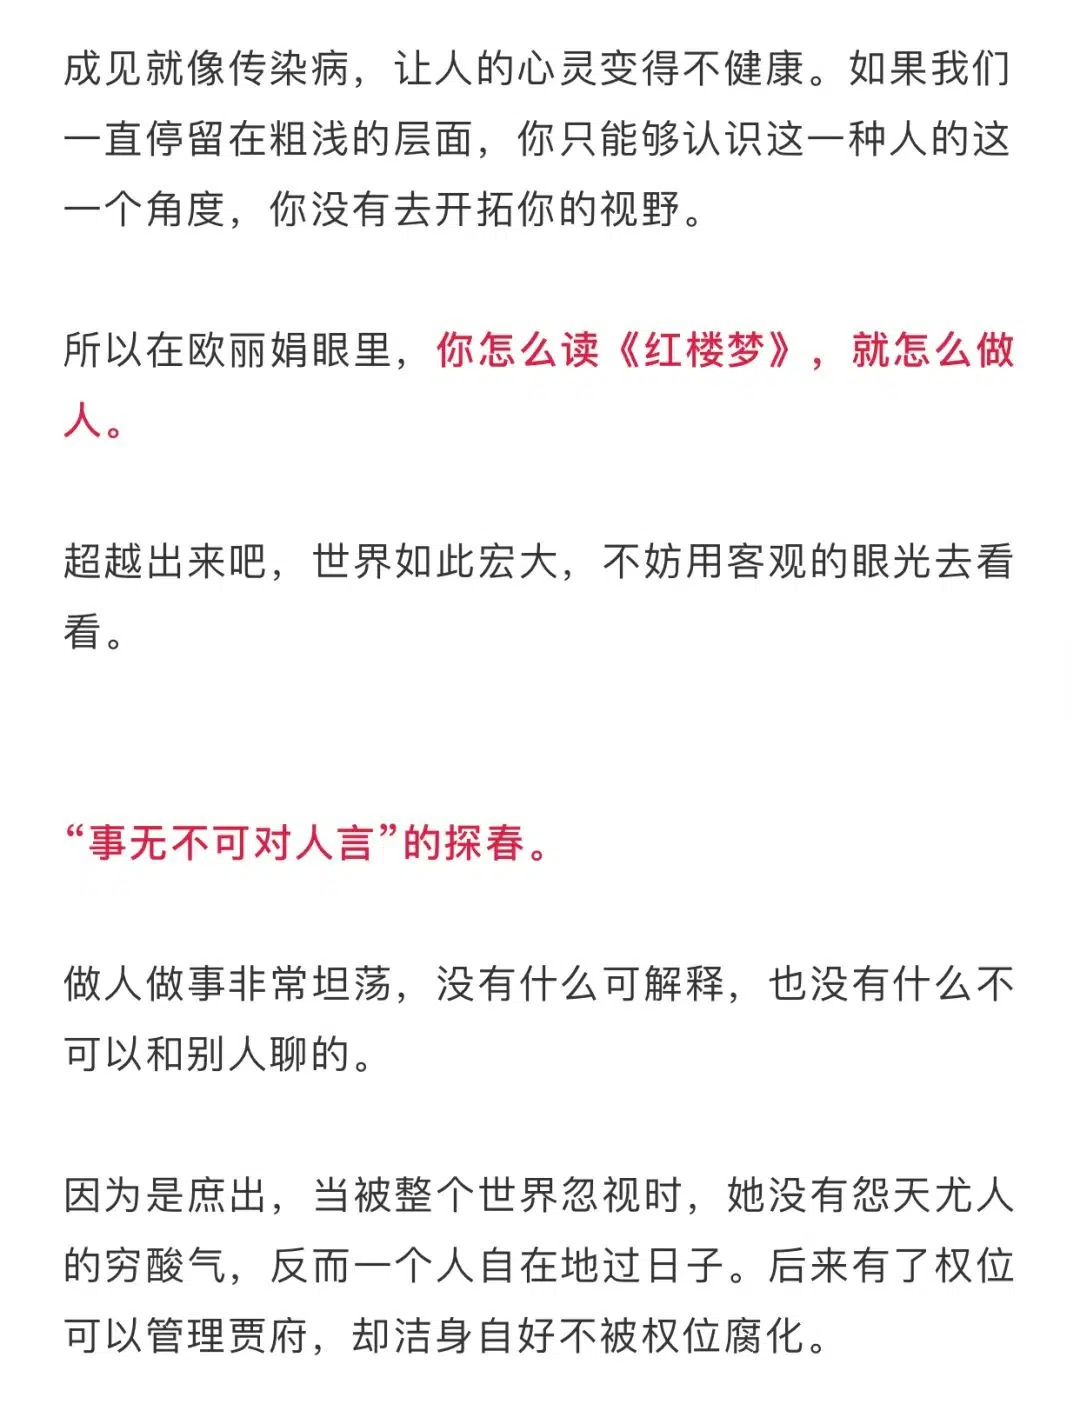 成见就像传染病，让人的心灵变得不健康。如果我们
一直停留在粗浅的层面，你只能够认识这一种人的这
一个角度，你没有去开拓你的视野。
所以在欧丽娟眼里，你怎么读《红楼梦》，就怎么做
人。
超越出来吧，世界如此宏大，不妨用客观的眼光去看
看。
“事无不可对人言”的探春。
做人做事非常坦荡，没有什么可解释，也没有什么不
可以和别人聊的。
因为是庶出，当被整个世界忽视时，她没有怨天尤人
的穷酸气，反而一个人自在地过日子。后来有了权位
可以管理贾府，却洁身自好不被权位腐化。